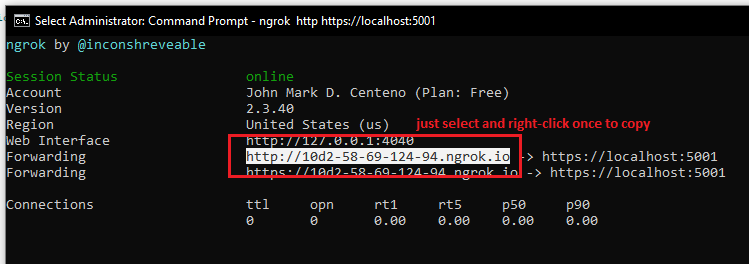 Select Administrator: Command Prompt - ngrok http https://localhost:5001
ngrok by @inconshreveable
Session Status online
Account John Mark D. Centeno (Plan: Free)
Version 2.3.40
Region United States (us) just select and right-click once to copy
Web Interface http://127.0.0.1:4040
Forwarding http://10d2-58-69-124-94.ngrok.io -> https://localhost:5001
Forwarding https://10d2-58-69-124-94.ngrok.io -> https://localhost:5001
Connections ttl opn rt1 rt5 p50 p90
0 0 0.00 0.00 0.00 0.00